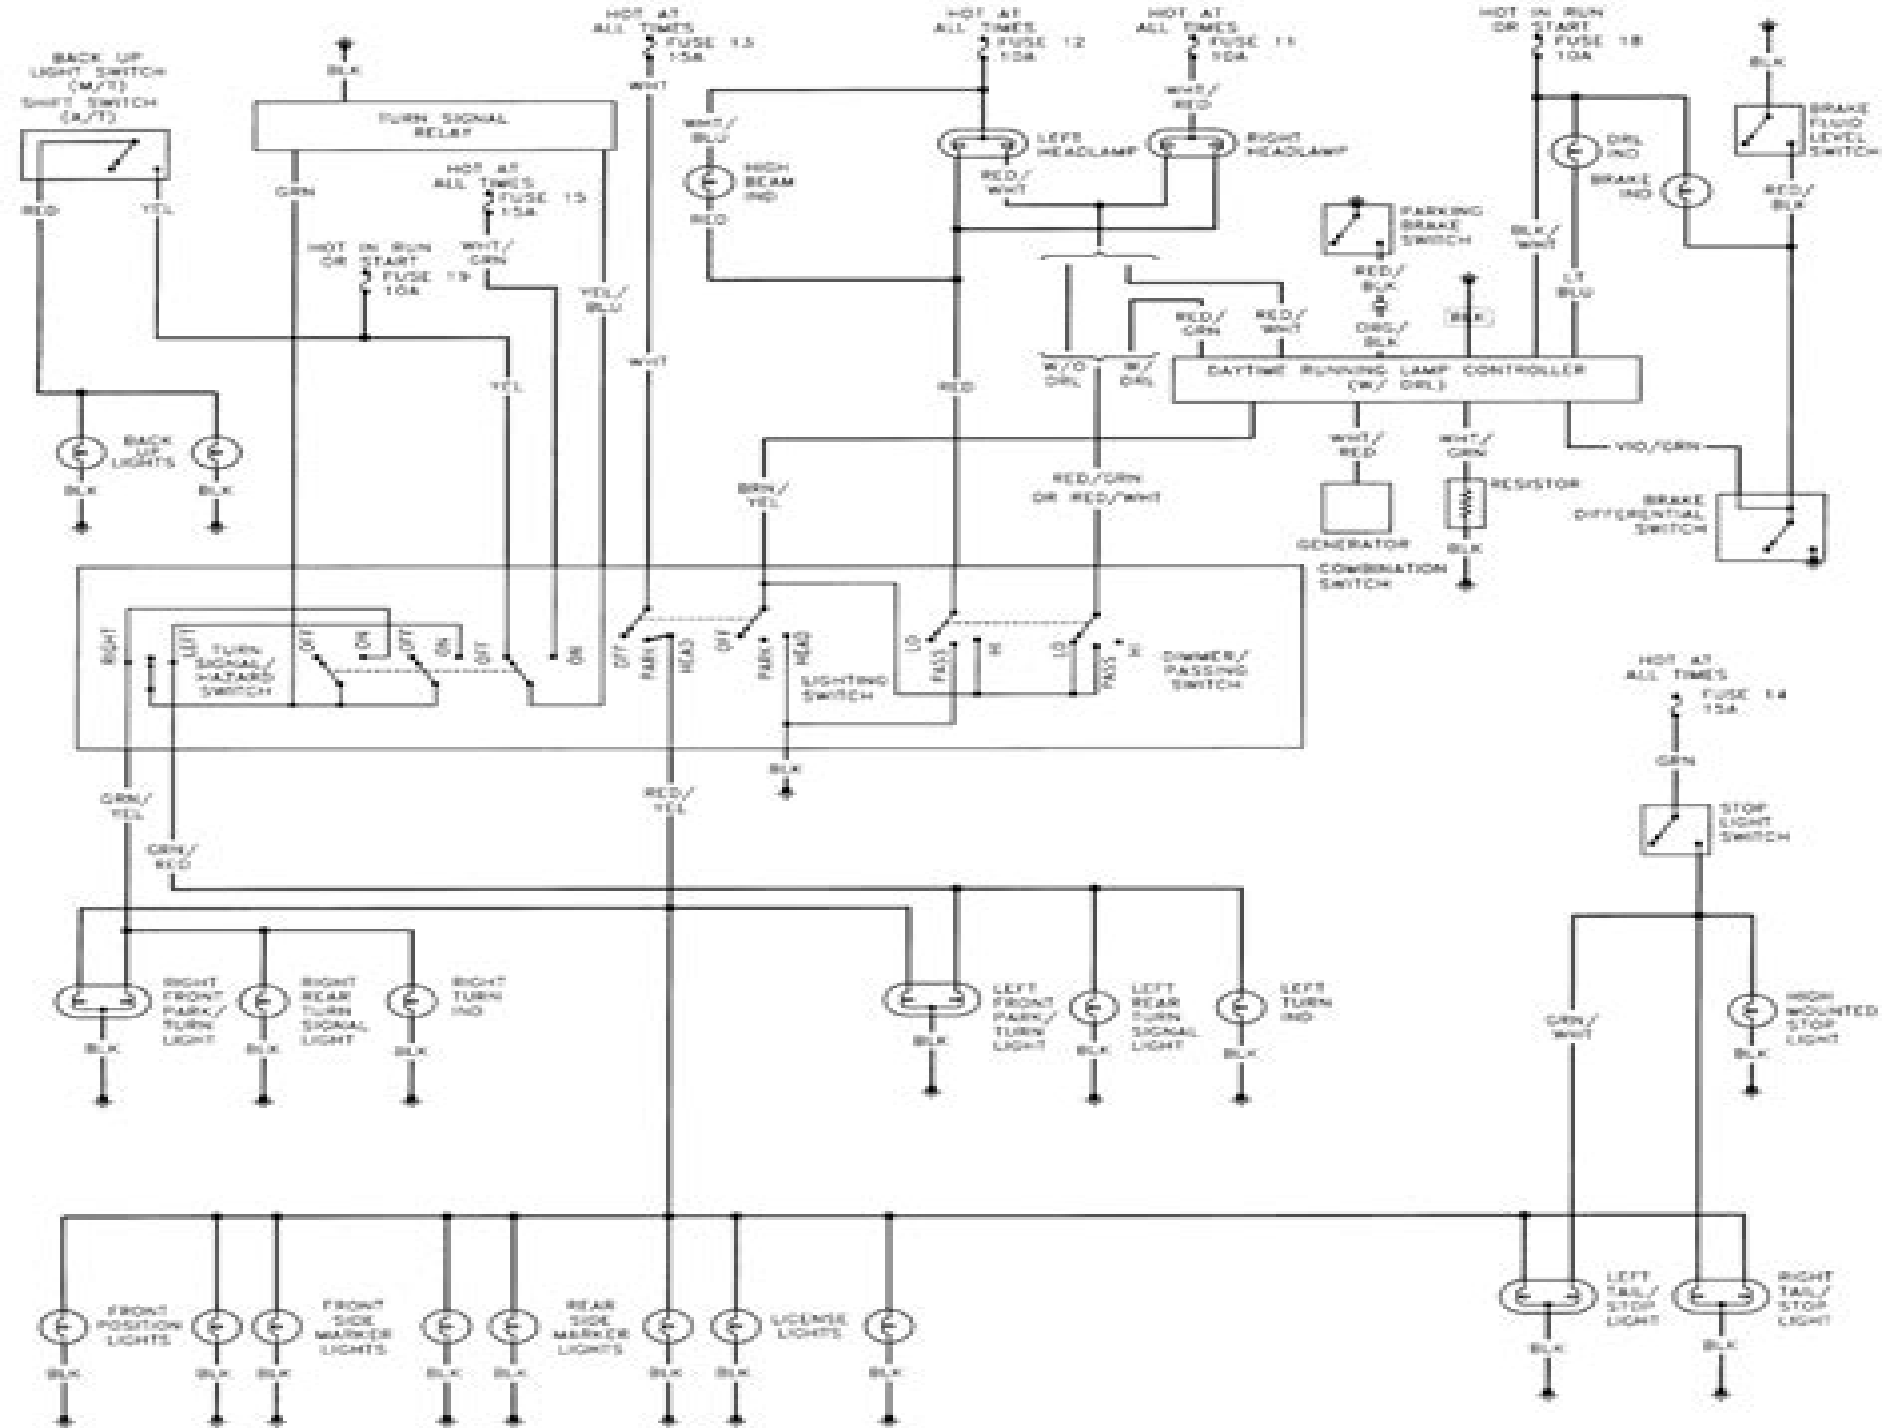 BACK UP
LIGHT SWITCH
(M/T)
SHIFT SWITCH
(A/T)
RED
YEL
BACK
UP
LIGHTS
BLK
BLK
BLK
TURN SIGNAL
RELAY
GRN
HOT AT
ALL TIMES
FUSE 15
15A
WHT/
GRN
HOT IN RUN
OR START
FUSE 19
10A
YEL/
BLU
YEL
HOT AT
ALL TIMES
FUSE 13
15A
WHT
WHT
HOT AT
ALL TIMES
FUSE 12
10A
WHT/
BLU
HIGH
BEAM
IND
RED
LEFT
HEADLAMP
RED/
WHT
HOT AT
ALL TIMES
FUSE 11
10A
WHT/
RED
RIGHT
HEADLAMP
RED
W/O
DRL
W/
DRL
RED/
GRN
RED/
WHT
HOT IN RUN
OR START
FUSE 18
10A
DRL
IND
BRAKE
IND
BLK
BRAKE
FLUID
LEVEL
SWITCH
RED/
BLK
PARKING
BRAKE
SWITCH
RED/
BLK
ORG/
BLK
BLK
BLK/
WHT
LT
BLU
DAYTIME RUNNING LAMP CONTROLLER
(W/ DRL)
BRN/
YEL
RED/GRN
OR RED/WHT
WHT/
RED
GENERATOR
WHT/
GRN
RESISTOR
BLK
VIO/GRN
BRAKE
DIFFERENTIAL
SWITCH
COMBINATION
SWITCH
RIGHT
LEFT
TURN
SIGNAL/
HAZARD
SWITCH
OFF
ON
OFF
ON
OFF
ON
OFF
PARK
HEAD
OFF
PARK
HEAD
LIGHTING
SWITCH
LO
PASS
HI
LO
PASS
HI
DIMMER/
PASSING
SWITCH
BLK
GRN/
YEL
GRN/
RED
RED/
YEL
HOT AT
ALL TIMES
FUSE 14
15A
GRN
STOP
LIGHT
SWITCH
RIGHT
FRONT
PARK/
TURN
LIGHT
BLK
RIGHT
REAR
TURN
SIGNAL
LIGHT
BLK
RIGHT
TURN
IND
BLK
LEFT
FRONT
PARK/
TURN
LIGHT
BLK
LEFT
REAR
TURN
SIGNAL
LIGHT
BLK
LEFT
TURN
IND
BLK
GRN/
WHT
HIGH
MOUNTED
STOP
LIGHT
BLK
FRONT
POSITION
LIGHTS
FRONT
SIDE
MARKER
LIGHTS
REAR
SIDE
MARKER
LIGHTS
LICENSE
LIGHTS
BLK
BLK
BLK
BLK
BLK
BLK
BLK
BLK
LEFT
TAIL/
STOP
LIGHT
BLK
RIGHT
TAIL/
STOP
LIGHT
BLK